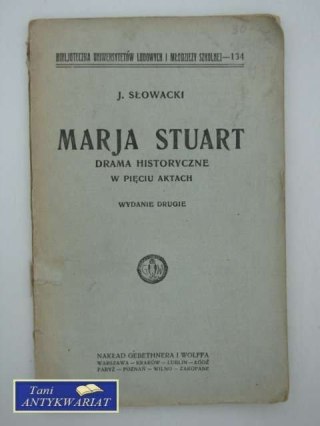 BIBLJOTECZKA UNIWERSYTETÓW LUDOWYCH I MŁODZIEŻY SZKOLNEJ—134
J. SŁOWACKI
MARJA STUART
DRAMA HISTORYCZNE
W PIĘCIU AKTACH
WYDANIE DRUGIE
NAKŁAD GEBETHNERA I WOLFFA
WARSZAWA — KRAKÓW — LUBLIN — ŁÓDŹ
PARYŻ — POZNAŃ — WILNO — ZAKOPANE
Tani
ANTYKWARIAT